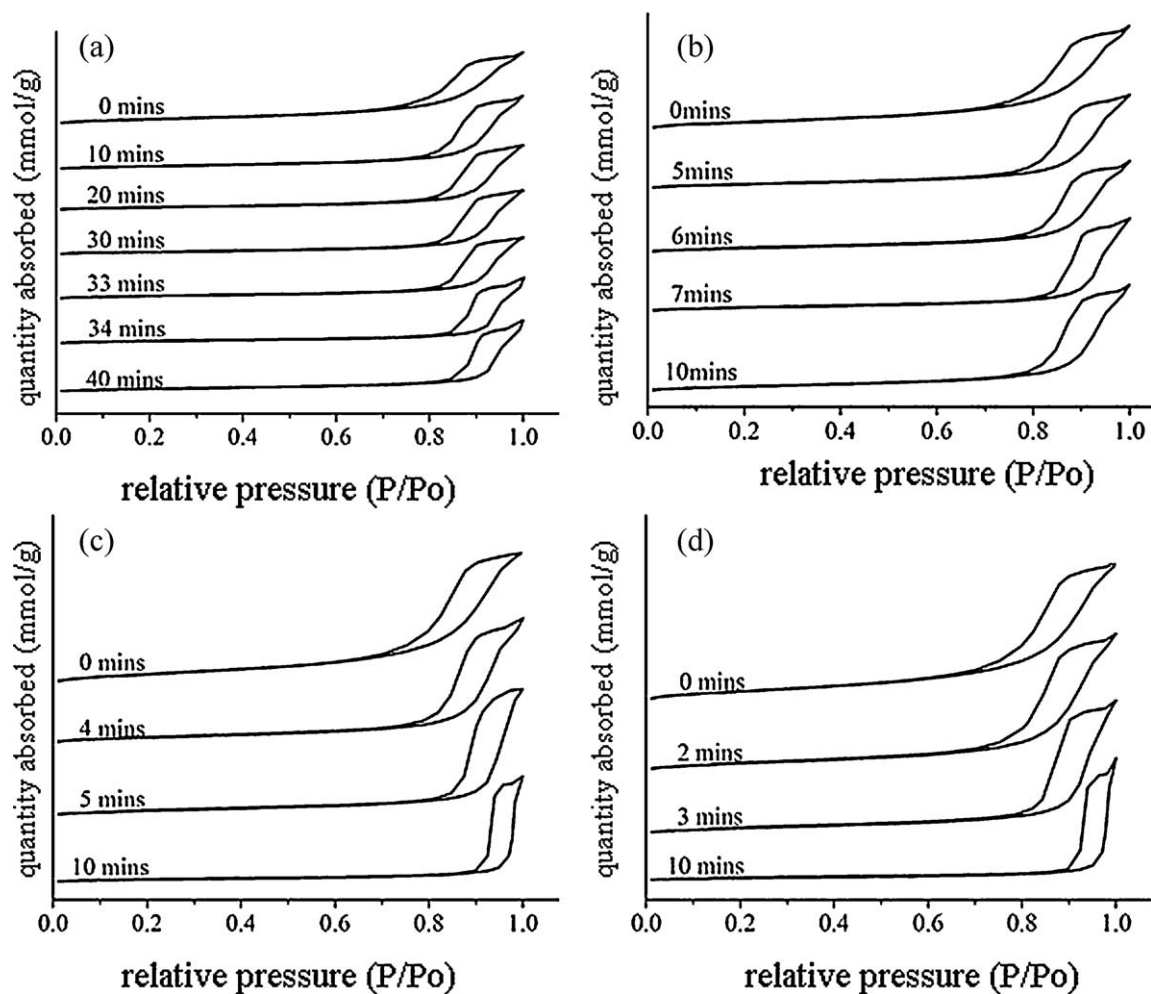 (a)
quantity absorbed (mmol/g)
0 mins
10 mins
20 mins
30 mins
33 mins
34 mins
40 mins
0.0 0.2 0.4 0.6 0.8 1.0
relative pressure (P/Po)
(b)
quantity absorbed (mmol/g)
0mins
5mins
6mins
7mins
10mins
0.0 0.2 0.4 0.6 0.8 1.0
relative pressure (P/Po)
(c)
quantity absorbed (mmol/g)
0 mins
4 mins
5 mins
10 mins
0.0 0.2 0.4 0.6 0.8 1.0
relative pressure (P/Po)
(d)
quantity absorbed (mmol/g)
0 mins
2 mins
3 mins
10 mins
0.0 0.2 0.4 0.6 0.8 1.0
relative pressure (P/Po)